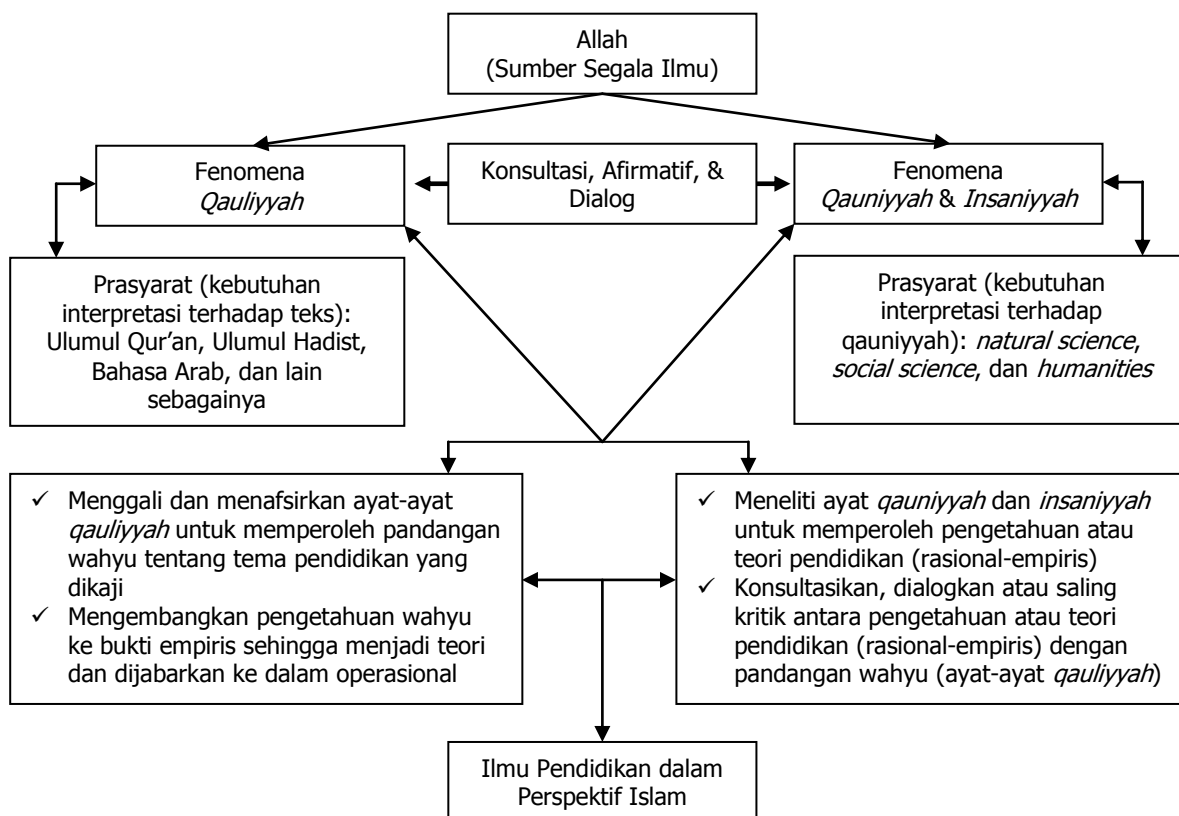 Allah
(Sumber Segala Ilmu)
Fenomena
Qauliyyah
Konsultasi, Afirmatif, &
Dialog
Fenomena
Qauniyyah & Insaniyyah
Prasyarat (kebutuhan
interpretasi terhadap teks):
Ulumul Qur’an, Ulumul Hadist,
Bahasa Arab, dan lain
sebagainya
Prasyarat (kebutuhan
interpretasi terhadap
qauniyyah): natural science,
social science, dan humanities
✓ Menggali dan menafsirkan ayat-ayat
qauliyyah untuk memperoleh pandangan
wahyu tentang tema pendidikan yang
dikaji
✓ Mengembangkan pengetahuan wahyu
ke bukti empiris sehingga menjadi teori
dan dijabarkan ke dalam operasional
✓ Meneliti ayat qauniyyah dan insaniyyah
untuk memperoleh pengetahuan atau
teori pendidikan (rasional-empiris)
✓ Konsultasikan, dialogkan atau saling
kritik antara pengetahuan atau teori
pendidikan (rasional-empiris) dengan
pandangan wahyu (ayat-ayat qauliyyah)
Ilmu Pendidikan dalam
Perspektif Islam